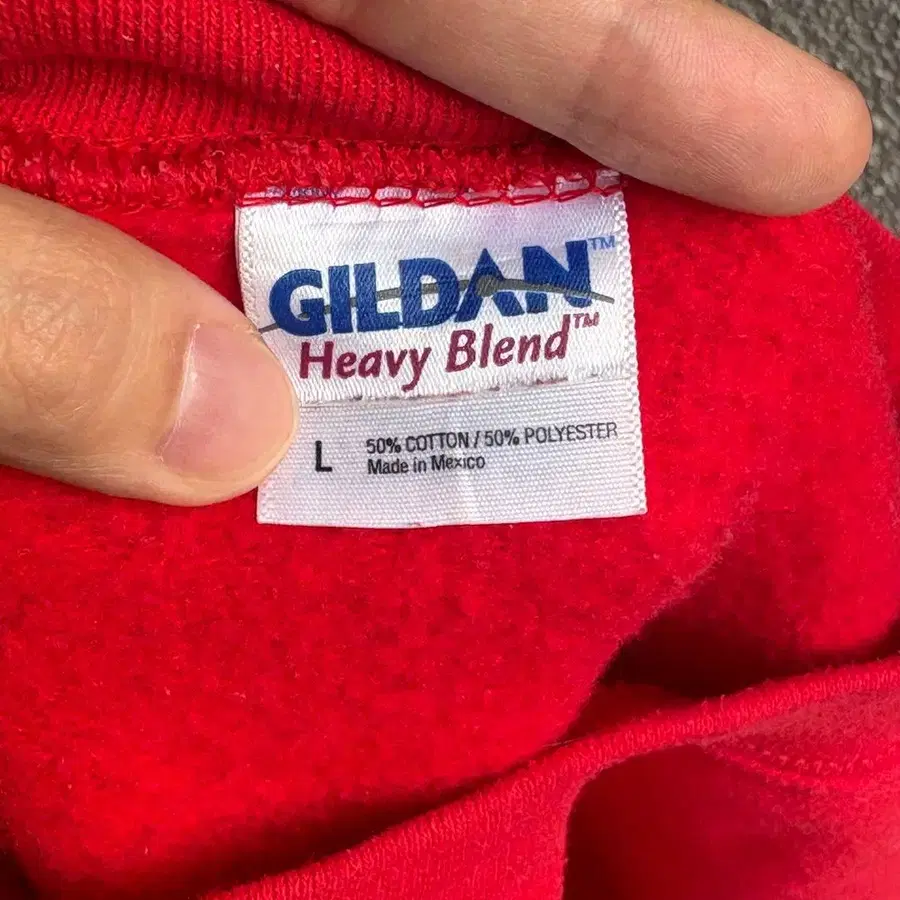 GILDAN™
Heavy Blend™
L 50% COTTON / 50% POLYESTER
Made in Mexico